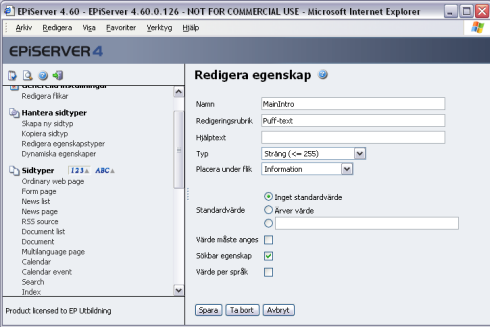 EPiServer 4.60 - EPiServer 4.60.0.126 - NOT FOR COMMERCIAL USE - Microsoft Internet Explorer
Arkiv Redigera Visa Favoriter Verktyg Hjälp
EPiSERVER 4
Generella inställningar
Redigera flikar
Hantera sidtyper
Skapa ny sidtyp
Kopiera sidtyp
Redigera egenskapstyper
Dynamiska egenskaper
Sidtyper 123 ABC
Ordinary web page
Form page
News list
News page
RSS source
Document list
Document
Multilanguage page
Calendar
Calendar event
Search
Index
Product licensed to EP Utbildning
Redigera egenskap
Namn MainIntro
Redigeringsrubrik Puff-text
Hjälptext
Typ Sträng (<= 255)
Placera under flik Information
Standardvärde
Inget standardvärde
Ärver värde
Värde måste anges
Sökbar egenskap
Värde per språk
Spara Ta bort Avbryt